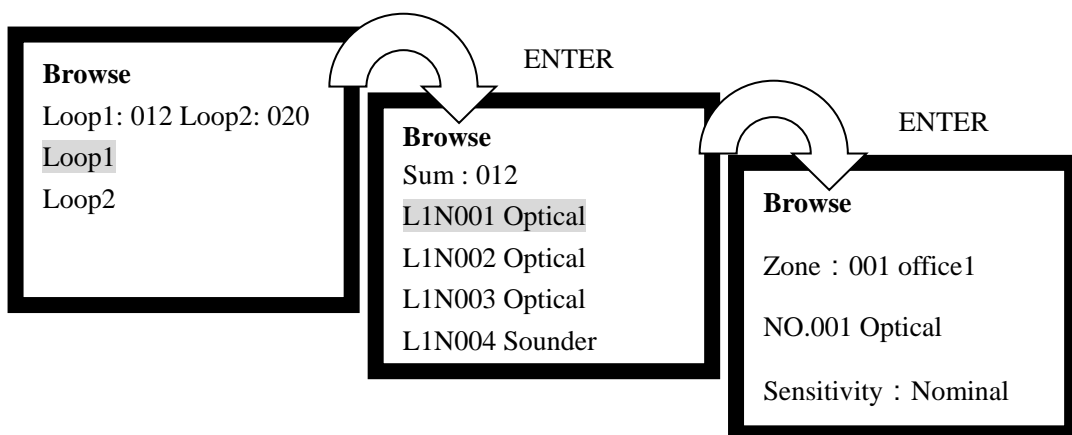 Browse
Loop1: 012 Loop2: 020
Loop1
Loop2
ENTER
Browse
Sum : 012
L1N001 Optical
L1N002 Optical
L1N003 Optical
L1N004 Sounder
ENTER
Browse
Zone：001 office1
NO.001 Optical
Sensitivity：Nominal